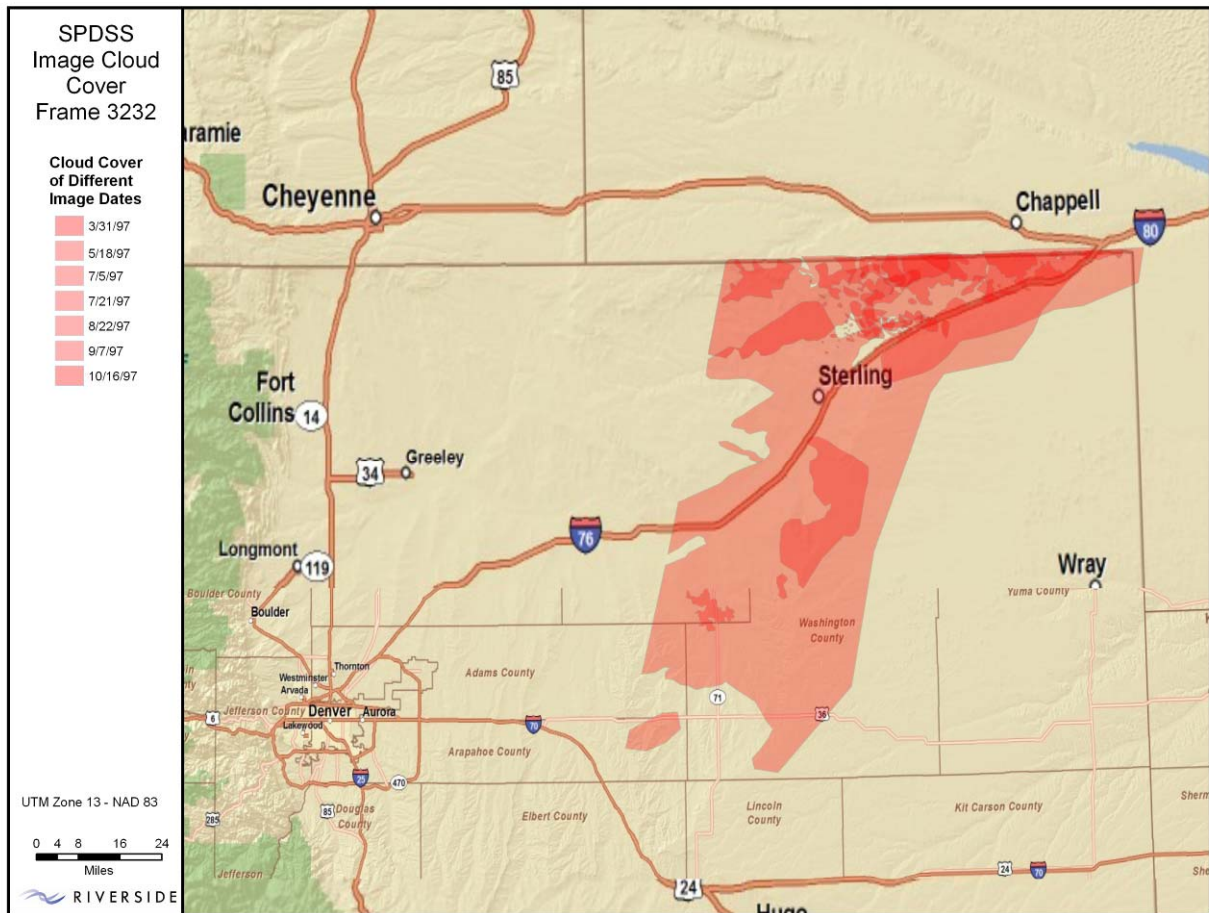 SPDSS
Image Cloud
Cover
Frame 3232
Cloud Cover
of Different
Image Dates
3/31/97
5/18/97
7/5/97
7/21/97
8/22/97
9/7/97
10/16/97
UTM Zone 13 - NAD 83
0 4 8 16 24
Miles
RIVERSIDE
85
aramie
Cheyenne
Chappell
80
Sterling
Fort
Collins
14
34
Greeley
76
Longmont
119
Wray
Boulder County
Yuma County
Boulder
Washington
County
Thornton
Westminster
Arvada
Adams County
71
Jefferson County
6
Denver
Aurora
Lakewood
70
36
Arapahoe County
25
470
285
85
Douglas
County
Elbert County
Lincoln
County
Kit Carson County
Sherm
Jefferson
24
24
70
She
Hugo